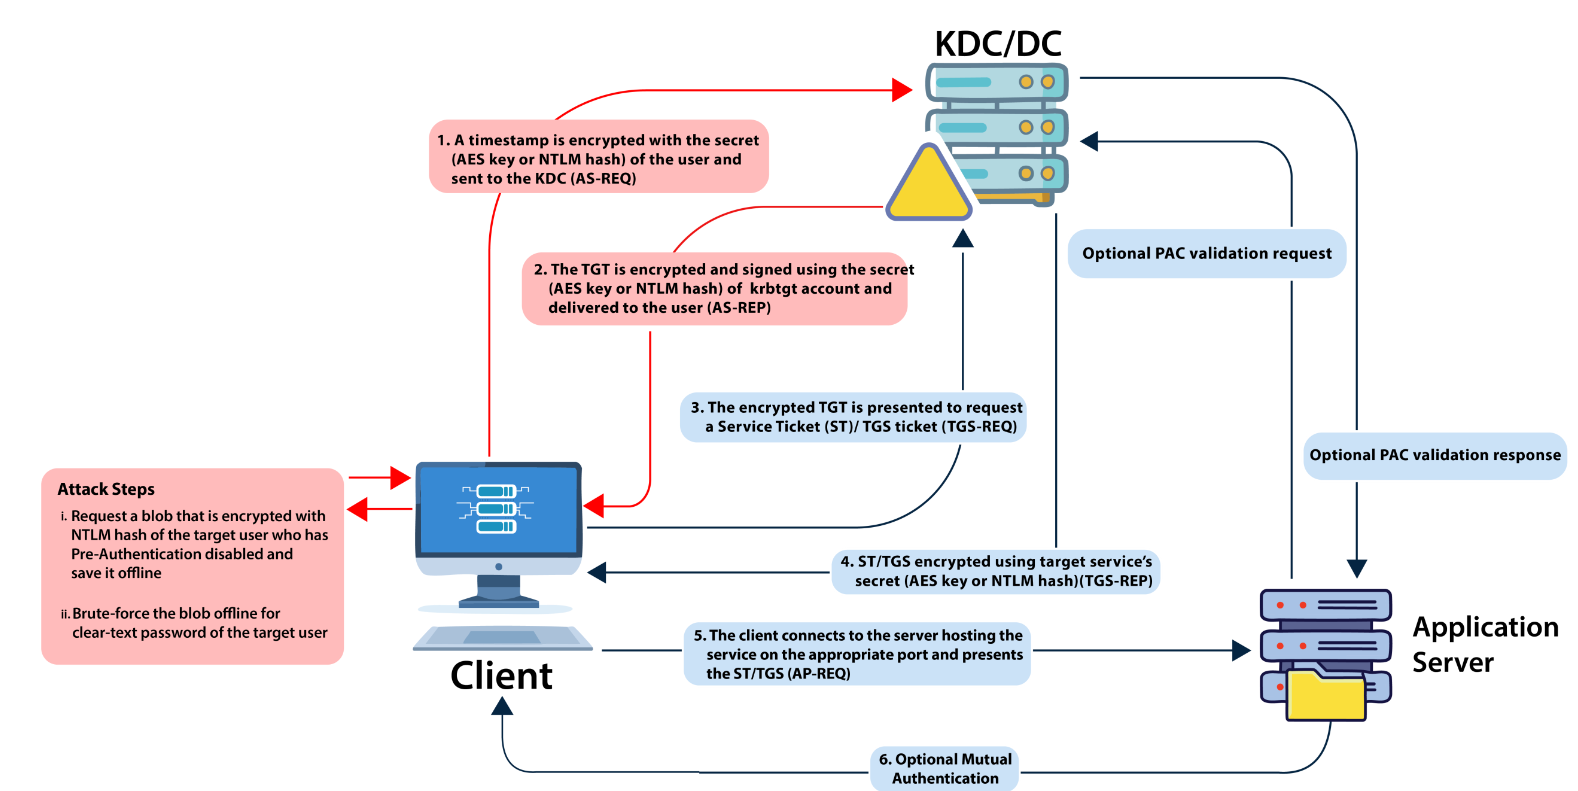 KDC/DC
1. A timestamp is encrypted with the secret
(AES key or NTLM hash) of the user and
sent to the KDC (AS-REQ)
2. The TGT is encrypted and signed using the secret
(AES key or NTLM hash) of krbtgt account and
delivered to the user (AS-REP)
Optional PAC validation request
3. The encrypted TGT is presented to request
a Service Ticket (ST)/ TGS ticket (TGS-REQ)
Optional PAC validation response
Attack Steps
i. Request a blob that is encrypted with
NTLM hash of the target user who has
Pre-Authentication disabled and
save it offline
ii. Brute-force the blob offline for
clear-text password of the target user
4. ST/TGS encrypted using target service's
secret (AES key or NTLM hash)(TGS-REP)
5. The client connects to the server hosting the
service on the appropriate port and presents
the ST/TGS (AP-REQ)
Client
Application
Server
6. Optional Mutual
Authentication